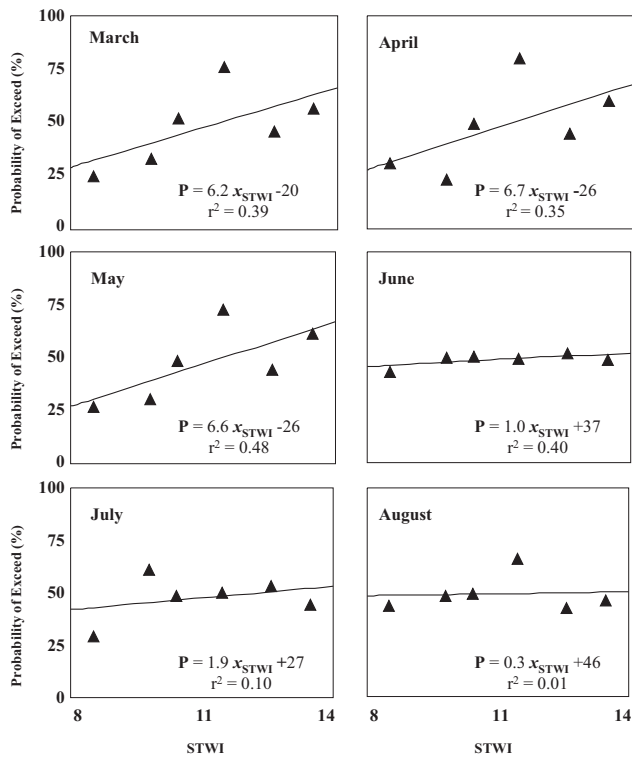 100
75
50
25
0
Probability of Exceed (%)
March
P = 6.2 xSTWI -20
r² = 0.39
April
P = 6.7 xSTWI -26
r² = 0.35
100
75
50
25
0
Probability of Exceed (%)
May
P = 6.6 xSTWI -26
r² = 0.48
June
P = 1.0 xSTWI +37
r² = 0.40
100
75
50
25
0
Probability of Exceed (%)
July
P = 1.9 xSTWI +27
r² = 0.10
August
P = 0.3 xSTWI +46
r² = 0.01
8 11 14
STWI
8 11 14
STWI